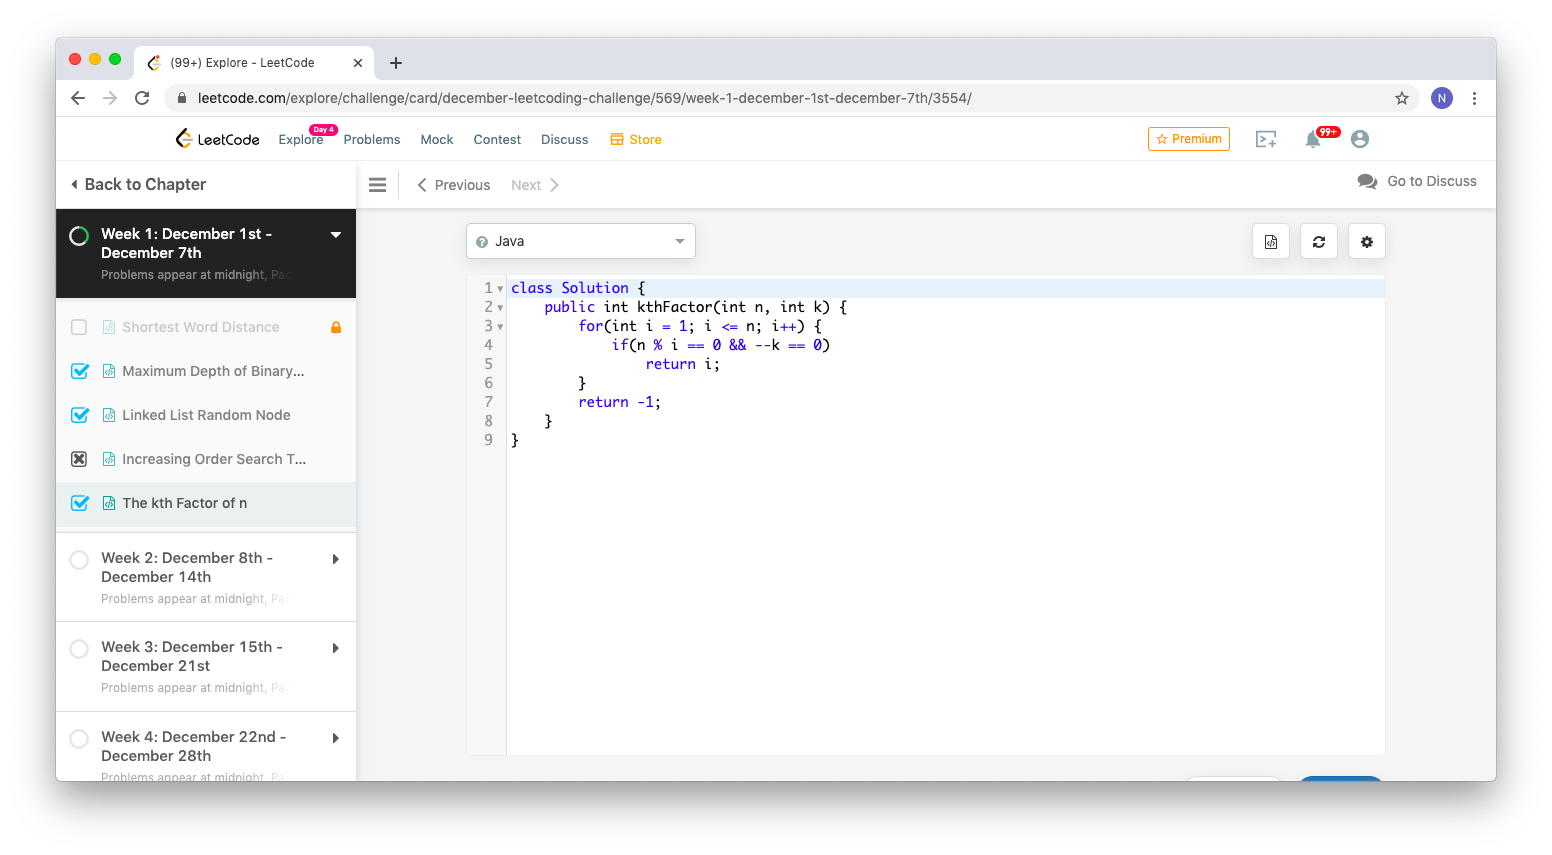 (99+) Explore - LeetCode
leetcode.com/explore/challenge/card/december-leetcoding-challenge/569/week-1-december-1st-december-7th/3554/
N
LeetCode Explore Day 4 Problems Mock Contest Discuss Store Premium 99+
Back to Chapter
Previous Next Go to Discuss
Week 1: December 1st -
December 7th
Problems appear at midnight, Pac
Shortest Word Distance
Maximum Depth of Binary...
Linked List Random Node
Increasing Order Search T...
The kth Factor of n
Week 2: December 8th -
December 14th
Problems appear at midnight, Pa
Week 3: December 15th -
December 21st
Problems appear at midnight, Pa
Week 4: December 22nd -
December 28th
Problems appear at midnight, Pa
Java
1 class Solution {
2 public int kthFactor(int n, int k) {
3 for(int i = 1; i <= n; i++) {
4 if(n % i == 0 && --k == 0)
5 return i;
6 }
7 return -1;
8 }
9 }